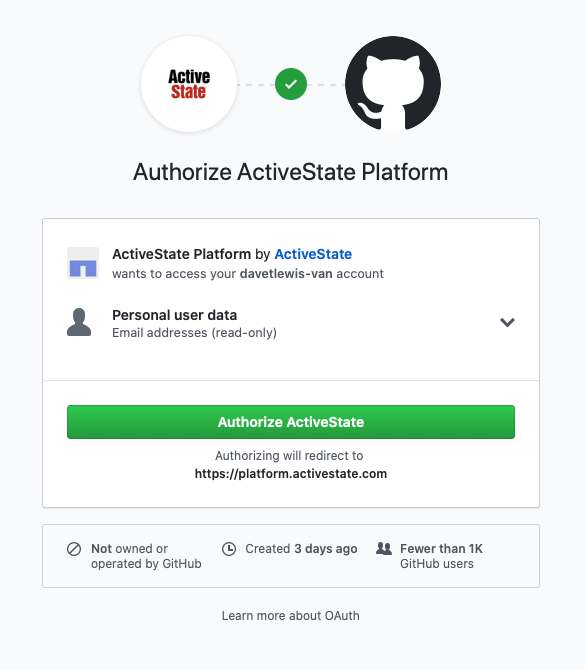 Active
State
Authorize ActiveState Platform
ActiveState Platform by ActiveState
wants to access your davetlewis-van account
Personal user data
Email addresses (read-only)
Authorize ActiveState
Authorizing will redirect to
https://platform.activestate.com
Not owned or
operated by GitHub
Created 3 days ago
Fewer than 1K
GitHub users
Learn more about OAuth